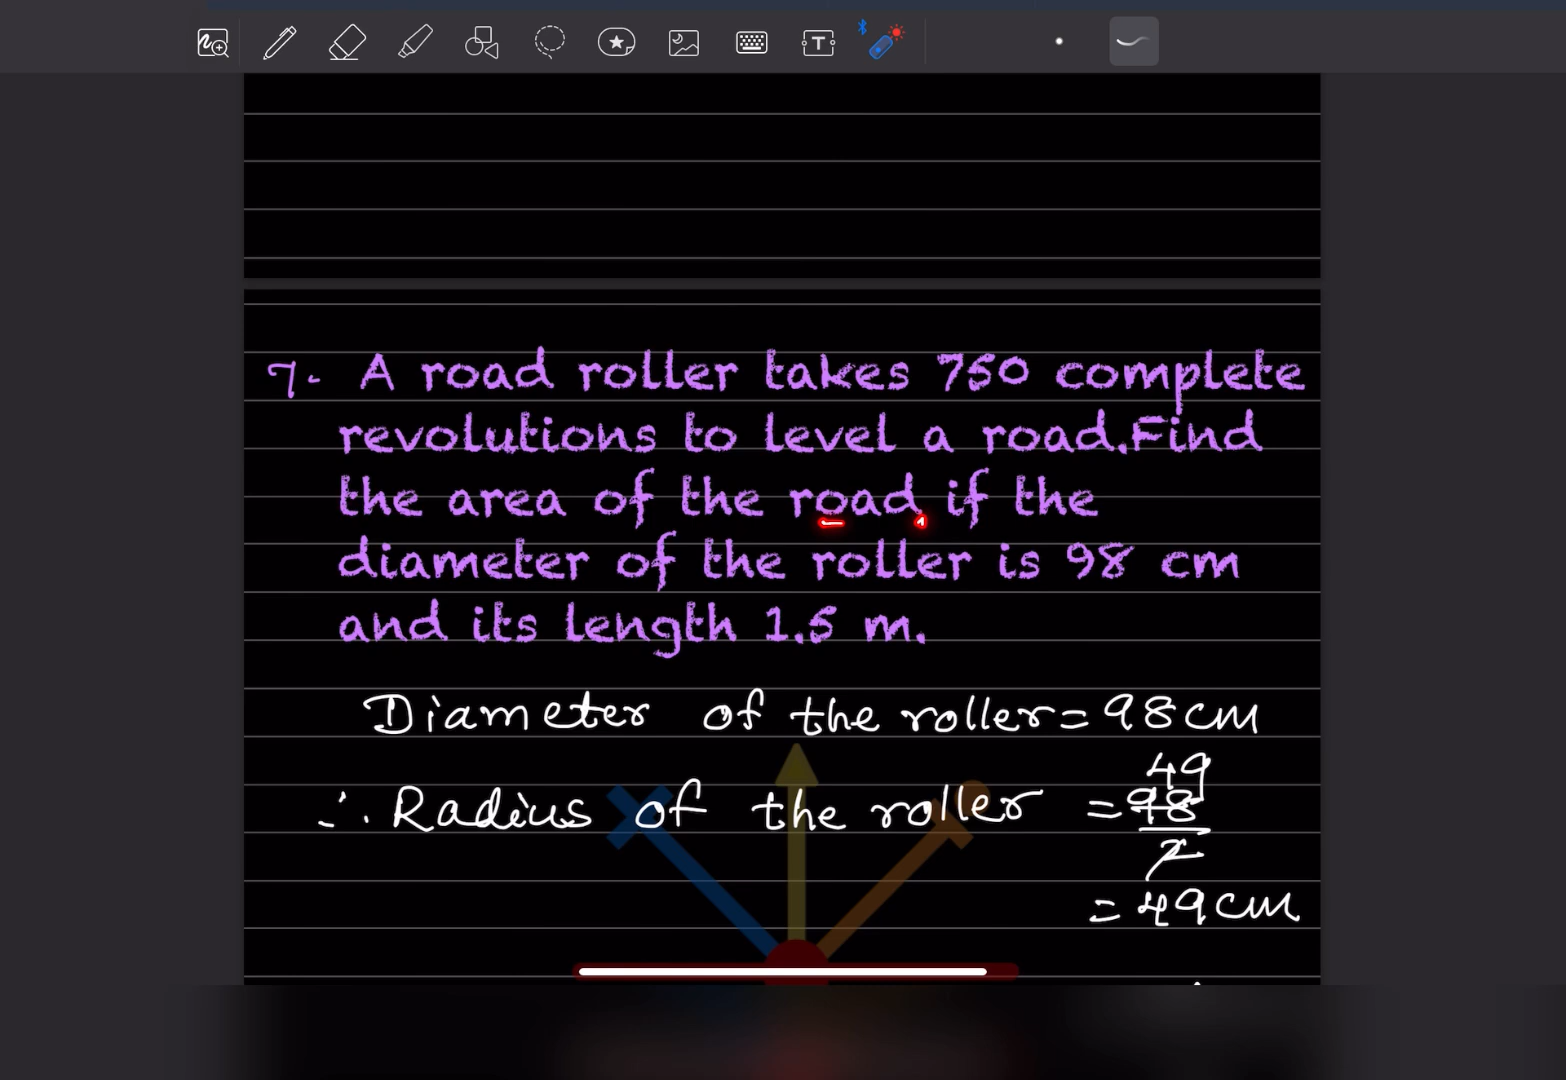 7. A road roller takes 750 complete
revolutions to level a road.Find
the area of the road, if the
diameter of the roller is 98 cm
and its length 1.5 m.
Diameter of the roller = 98 cm
49
∴ Radius of the roller = 98
2
= 49 cm